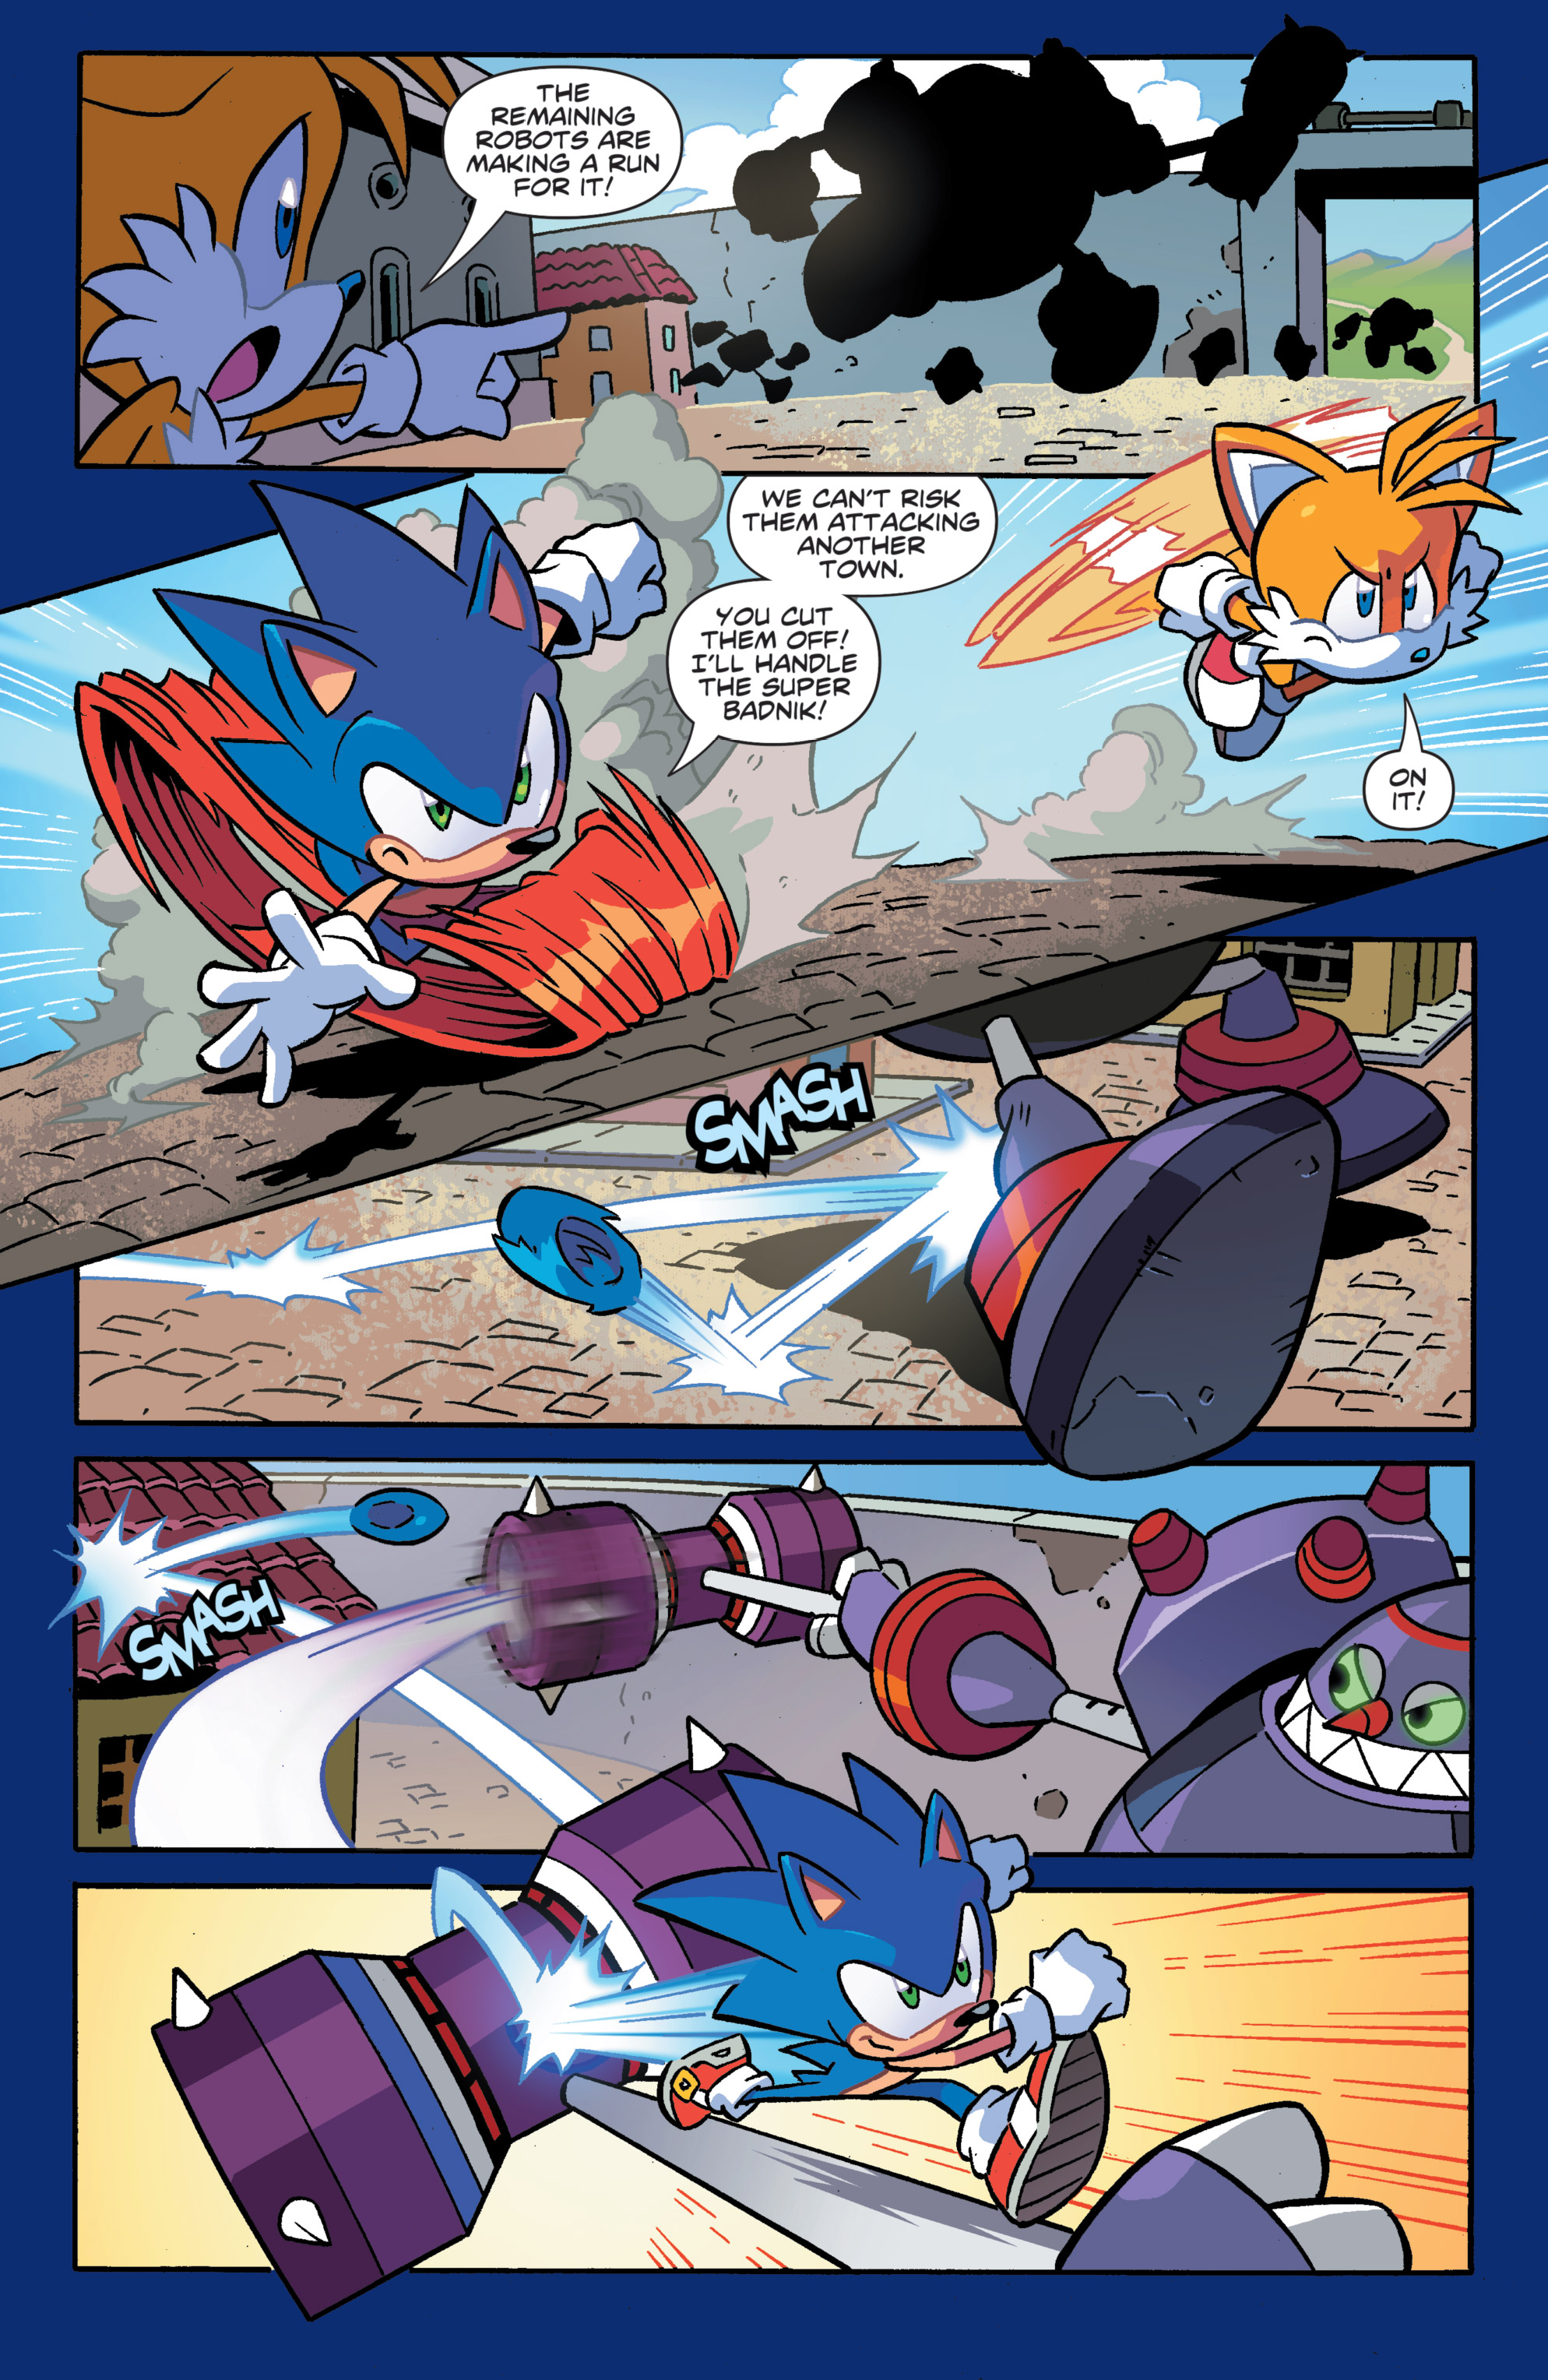 THE
REMAINING
ROBOTS ARE
MAKING A RUN
FOR IT!
WE CAN'T RISK
THEM ATTACKING
ANOTHER
TOWN.
YOU CUT
THEM OFF!
I'LL HANDLE
THE SUPER
BADNIK!
ON
IT!
SMASH
SMASH